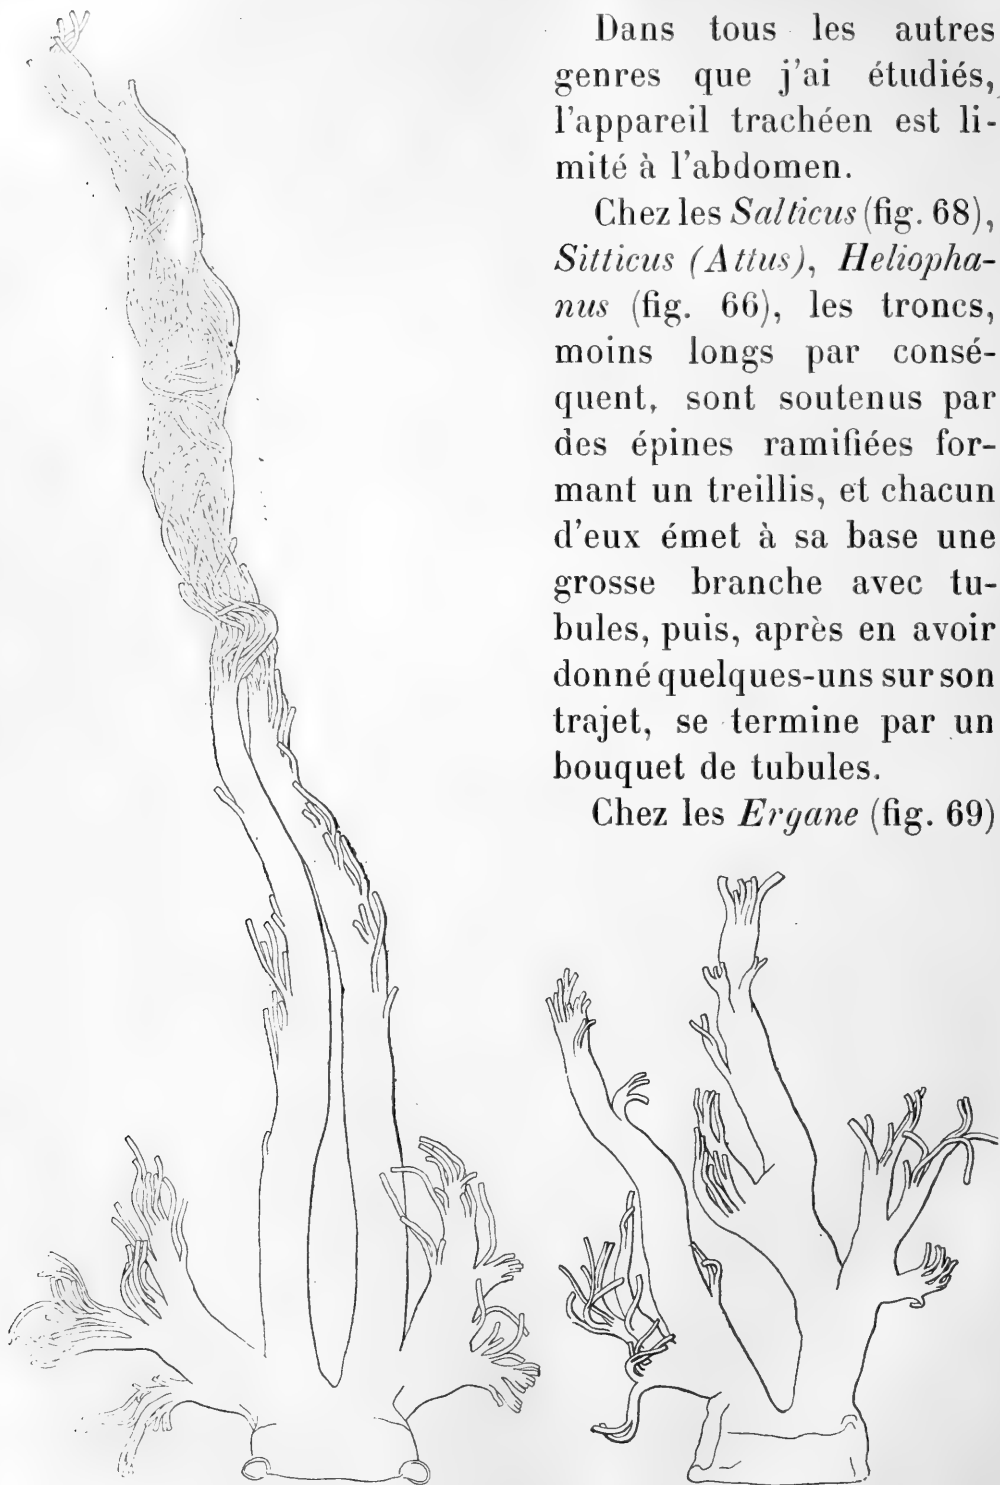 Dans tous les autres
genres que j'ai étudiés,
l'appareil trachéen est li-
mité à l'abdomen.
Chez les Salticus (fig. 68),
Sitticus (Attus), Heliopha-
nus (fig. 66), les troncs,
moins longs par consé-
quent, sont soutenus par
des épines ramifiées for-
mant un treillis, et chacun
d'eux émet à sa base une
grosse branche avec tu-
bules, puis, après en avoir
donné quelques-uns sur son
trajet, se termine par un
bouquet de tubules.
Chez les Ergane (fig. 69)